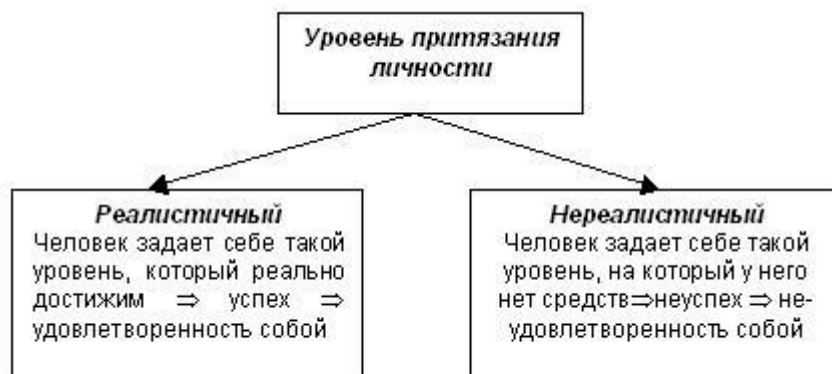 Уровень притязания
личности
Реалистичный
Человек задает себе такой
уровень, который реально
достижим ⇒ успех ⇒
удовлетворенность собой
Нереалистичный
Человек задает себе такой
уровень, на который у него
нет средств⇒неуспех ⇒ не-
удовлетворенность собой